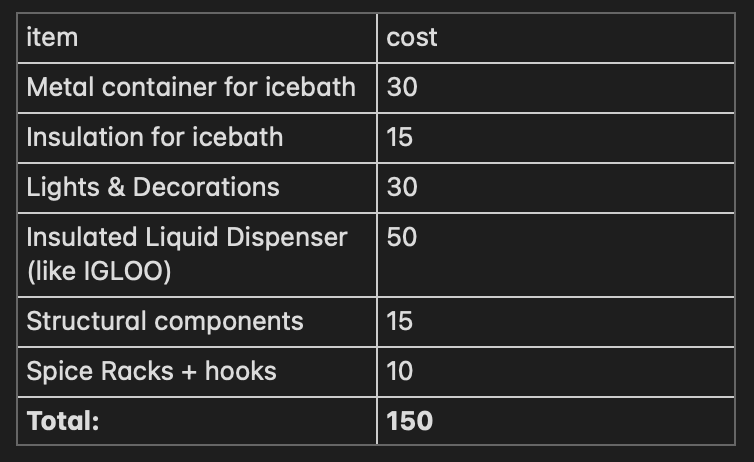 item cost
Metal container for icebath 30
Insulation for icebath 15
Lights & Decorations 30
Insulated Liquid Dispenser 50
(like IGLOO)
Structural components 15
Spice Racks + hooks 10
Total: 150